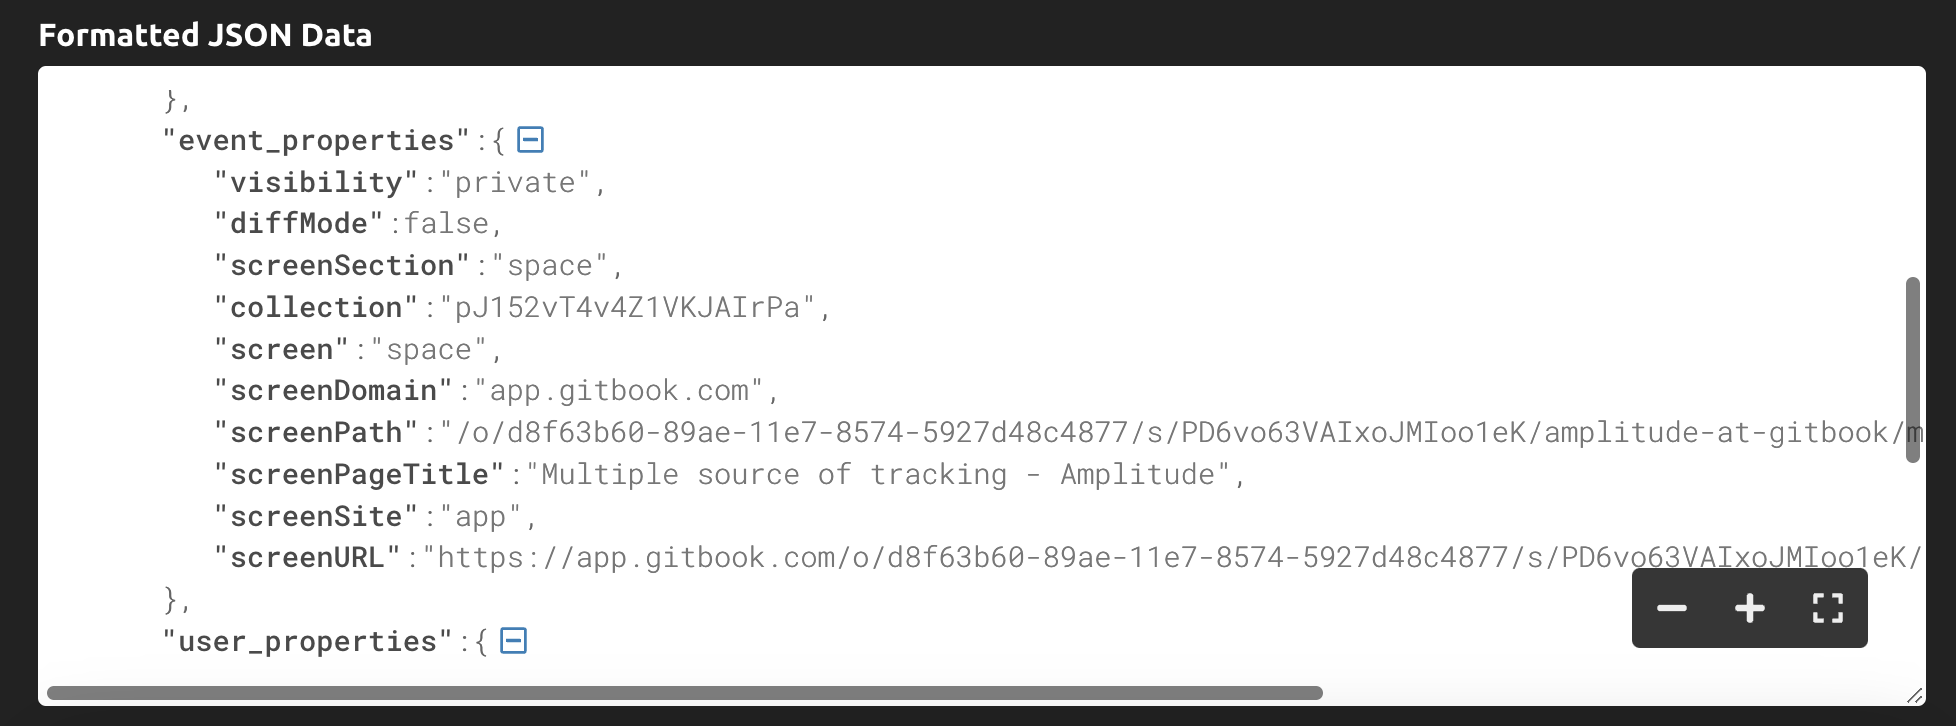 Formatted JSON Data
},
"event_properties":{
"visibility":"private",
"diffMode":false,
"screenSection":"space",
"collection":"pJ152vT4v4Z1VKJAIrPa",
"screen":"space",
"screenDomain":"app.gitbook.com",
"screenPath":"/o/d8f63b60-89ae-11e7-8574-5927d48c4877/s/PD6vo63VAIxoJMIoo1eK/amplitude-at-gitbook/m
"screenPageTitle":"Multiple source of tracking - Amplitude",
"screenSite":"app",
"screenURL":"https://app.gitbook.com/o/d8f63b60-89ae-11e7-8574-5927d48c4877/s/PD6vo63VAIxoJMIoo1eK/
},
"user_properties":{